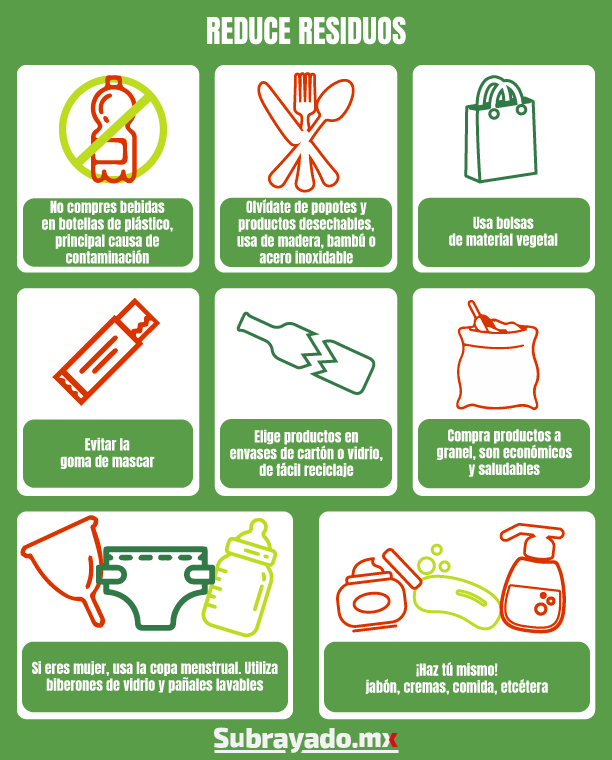 REDUCE RESIDUOS
No compres bebidas
en botellas de plástico,
principal causa de
contaminación
Olvídate de popotes y
productos desechables,
usa de madera, bambú o
acero inoxidable
Usa bolsas
de material vegetal
Evitar la
goma de mascar
Elige productos en
envases de cartón o vidrio,
de fácil reciclaje
Compra productos a
granel, son económicos
y saludables
Si eres mujer, usa la copa menstrual. Utiliza
biberones de vidrio y pañales lavables
¡Haz tú mismo!
jabón, cremas, comida, etcétera
Subrayado.mx